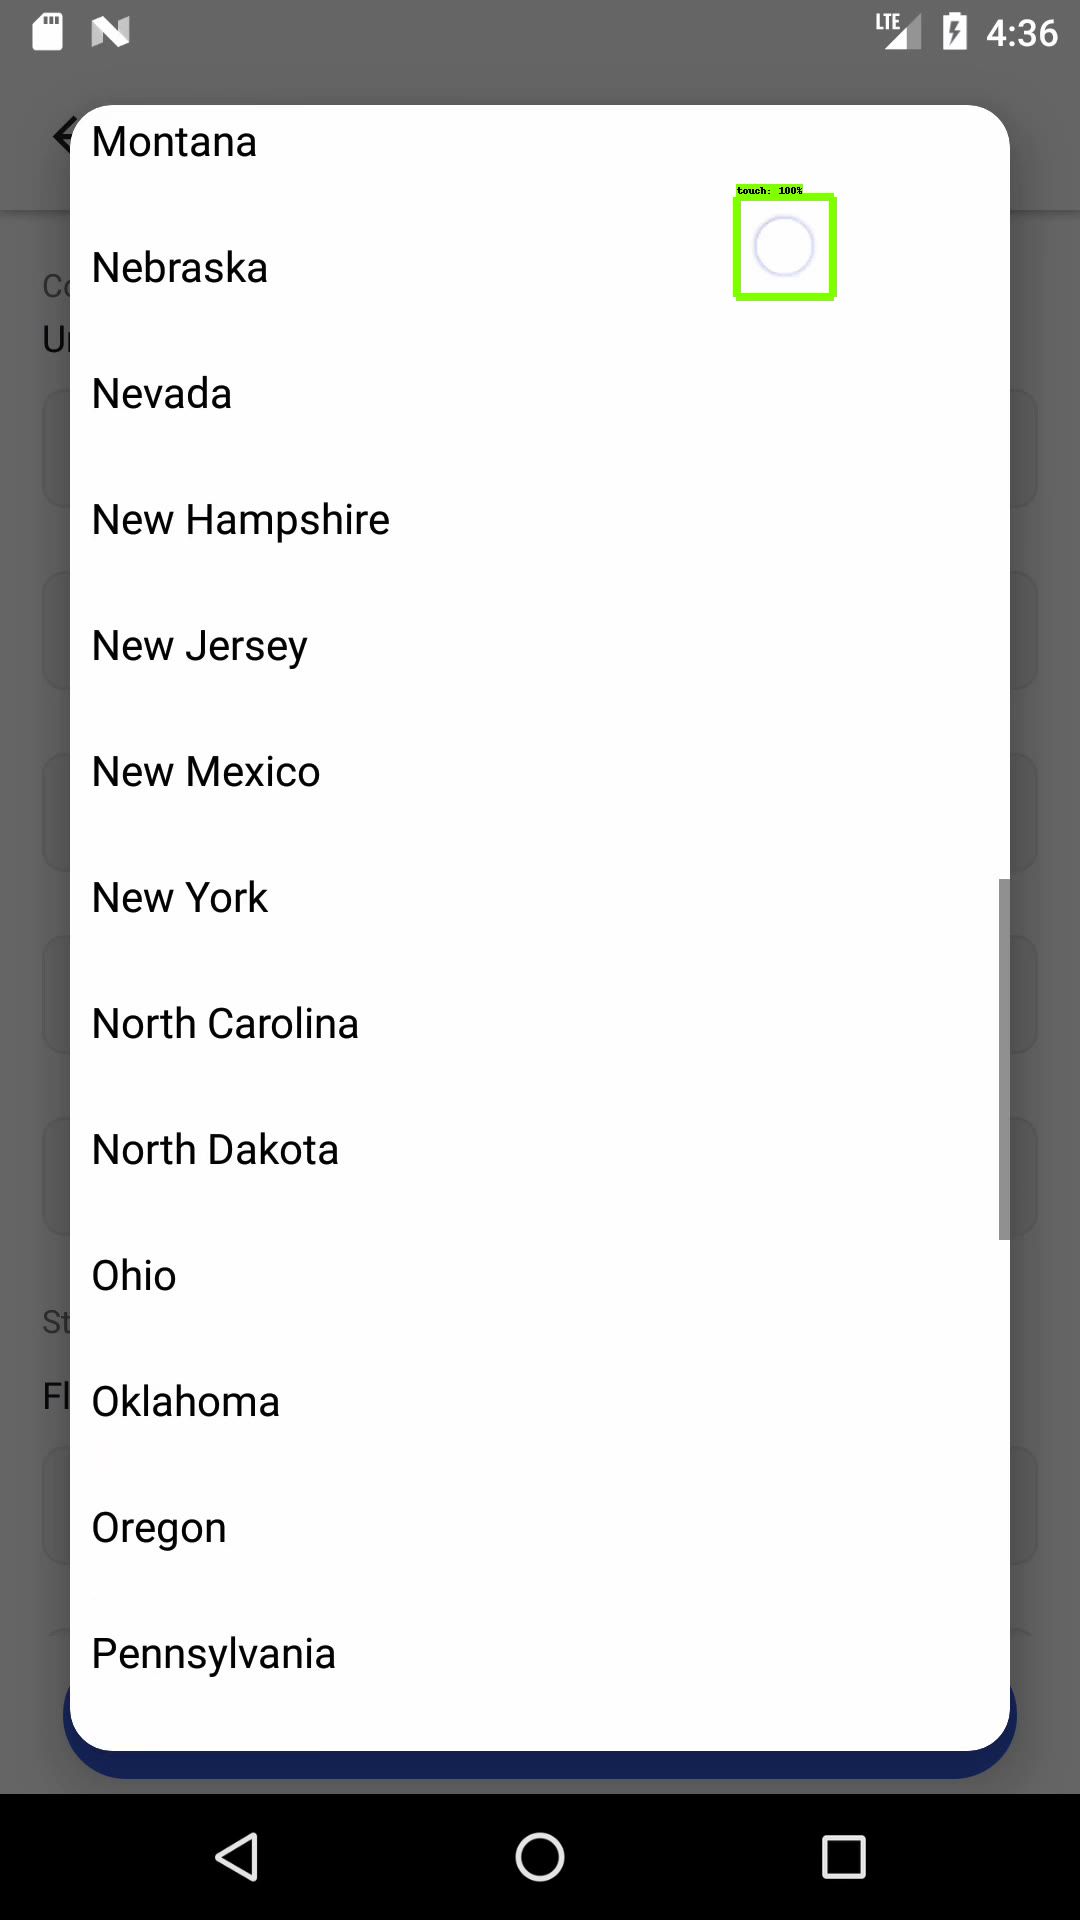 LTE 4:36
Montana
touch: 100%
Nebraska
Co
Un
Nevada
New Hampshire
New Jersey
New Mexico
New York
North Carolina
North Dakota
Ohio
St
Fl
Oklahoma
Oregon
Pennsylvania